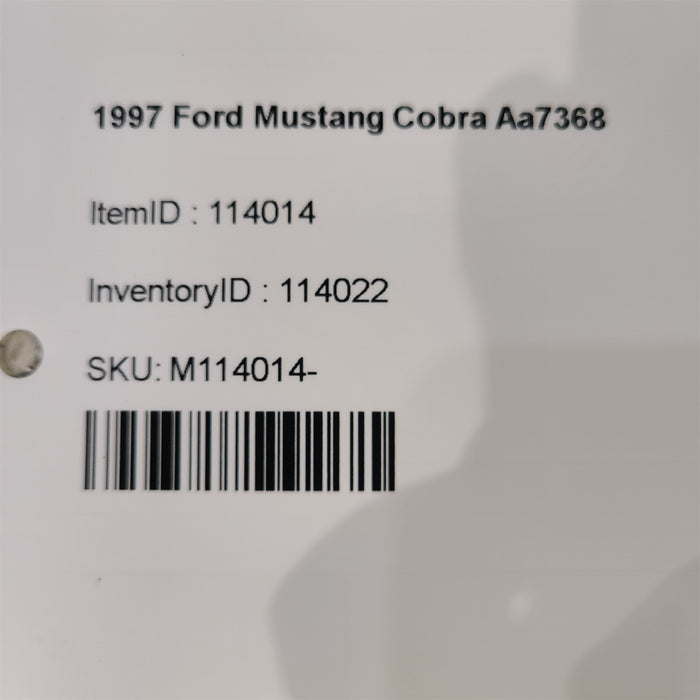 1997 Ford Mustang Cobra Aa7368
ItemID : 114014
InventoryID : 114022
SKU: M114014-